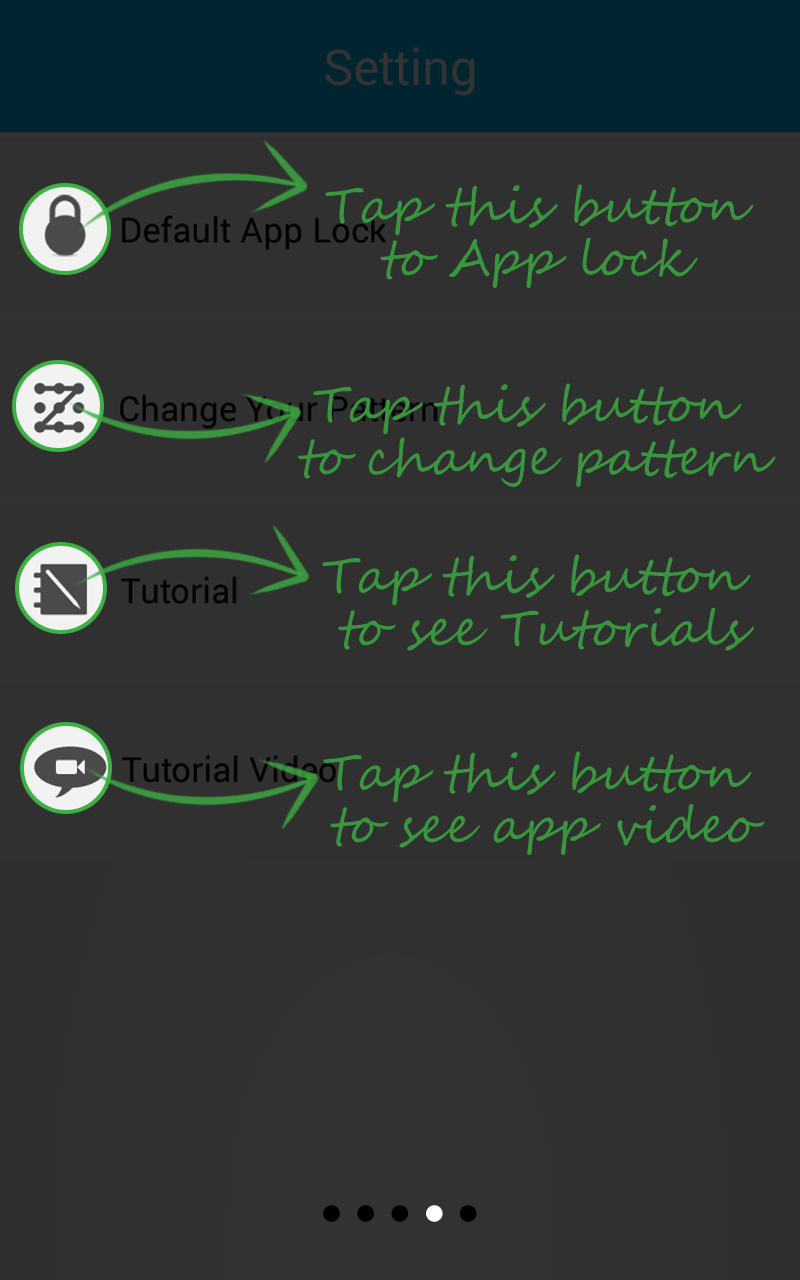 Setting
Default App Lock
Tap this button
to App lock
Change Your Pattern
Tap this button
to change pattern
Tutorial
Tap this button
to see Tutorials
Tutorial Video
Tap this button
to see app video